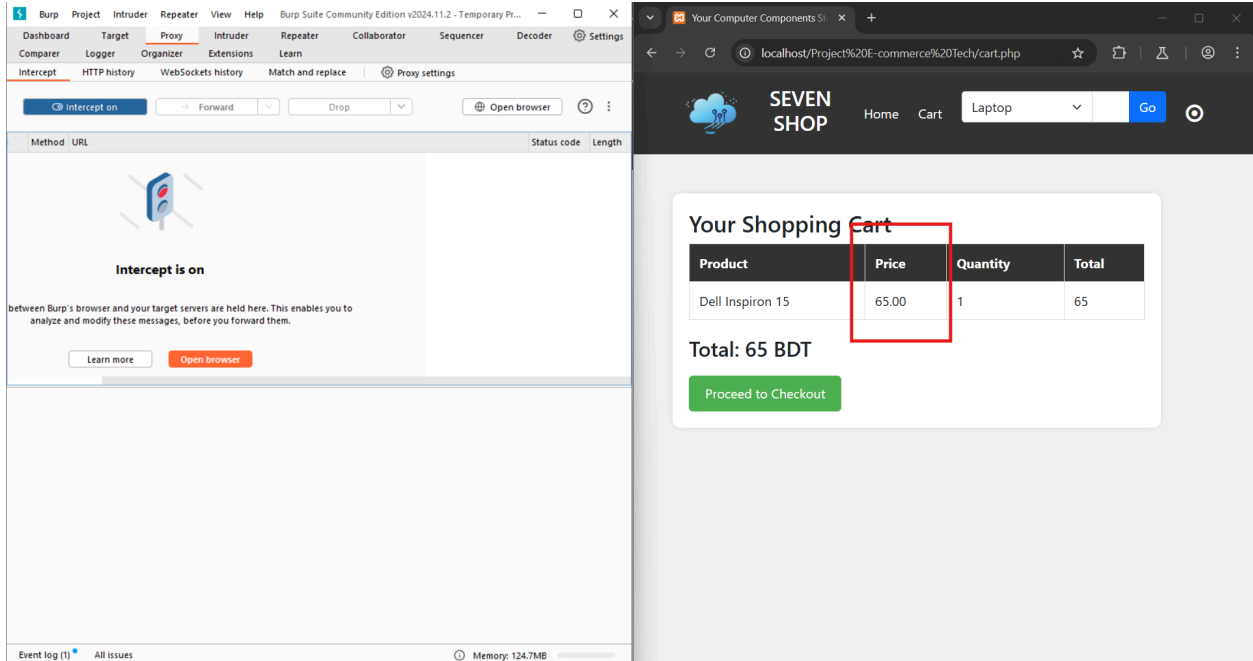 Burp Project Intruder Repeater View Help Burp Suite Community Edition v2024.11.2 - Temporary Pr...
Dashboard Target Proxy Intruder Repeater Collaborator Sequencer Decoder Settings
Comparer Logger Organizer Extensions Learn
Intercept HTTP history WebSockets history Match and replace Proxy settings
Intercept on Forward Drop Open browser
Method URL Status code Length
Intercept is on
between Burp's browser and your target servers are held here. This enables you to
analyze and modify these messages, before you forward them.
Learn more Open browser
Event log (1) All issues Memory: 124.7MB
Your Computer Components St
localhost/Project%20E-commerce%20Tech/cart.php
SEVEN
SHOP
Home Cart Laptop Go
Your Shopping Cart
Product Price Quantity Total
Dell Inspiron 15 65.00 1 65
Total: 65 BDT
Proceed to Checkout